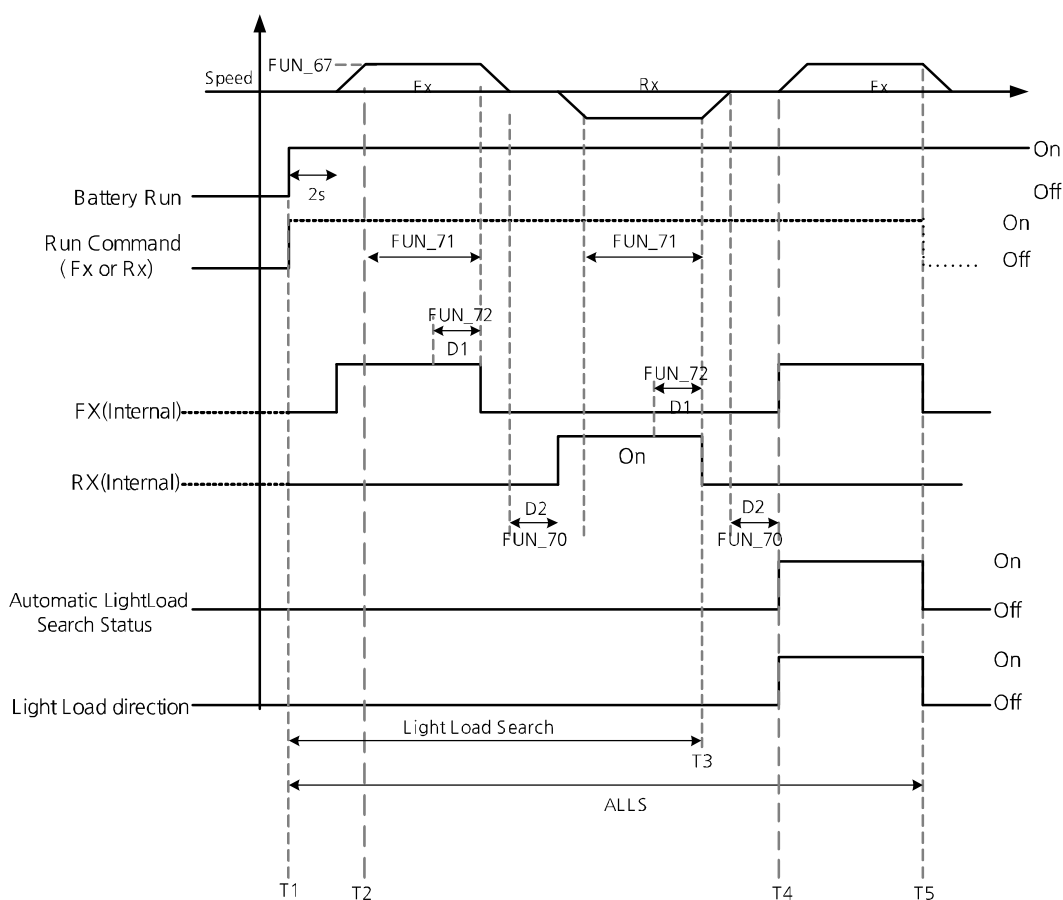 FUN_67
Speed
Fx
Rx
Fx
On
Battery Run
2s
Off
On
Run Command
(Fx or Rx)
FUN_71
FUN_71
Off
FUN_72
D1
FUN_72
D1
FX(Internal)
On
RX(Internal)
D2
FUN_70
D2
FUN_70
On
Automatic LightLoad
Search Status
Off
On
Light Load direction
Off
Light Load Search
T3
ALLS
T1
T2
T4
T5